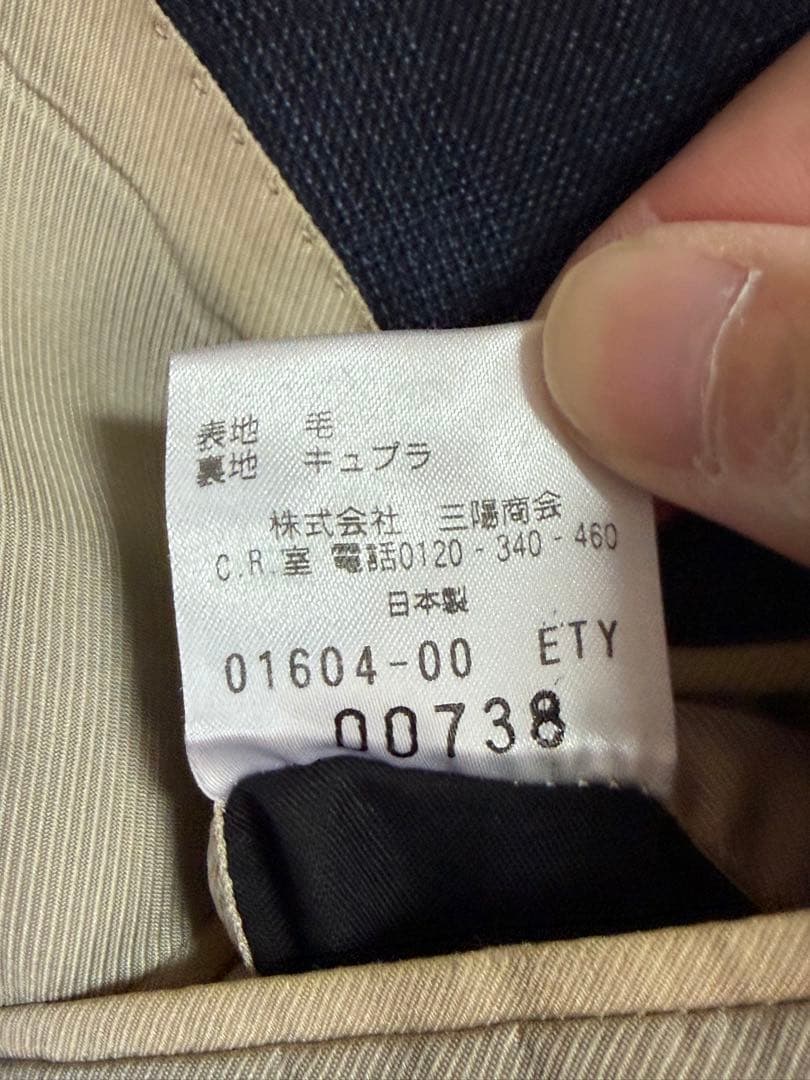 表地 毛
裏地 キュプラ
株式会社 三陽商会
C.R.室 電話0120-340-460
日本製
01604-00 ETY
00738